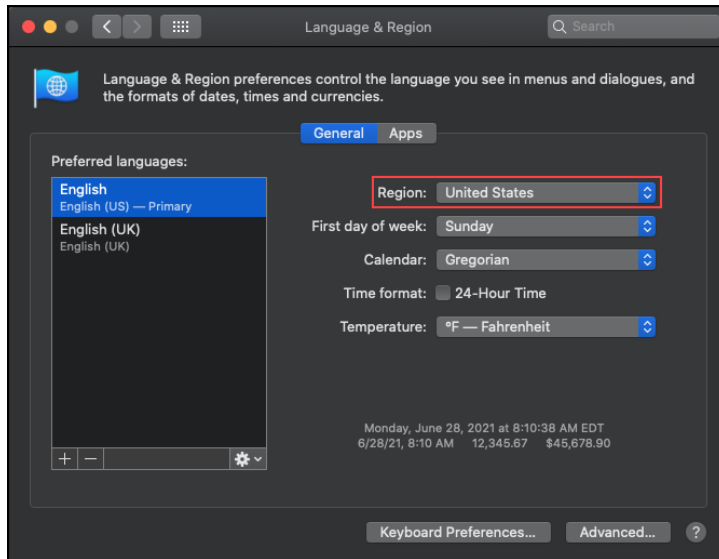 Language & Region
Search
Language & Region preferences control the language you see in menus and dialogues, and
the formats of dates, times and currencies.
General Apps
Preferred languages:
English
English (US) — Primary
English (UK)
English (UK)
Region: United States
First day of week: Sunday
Calendar: Gregorian
Time format: 24-Hour Time
Temperature: °F — Fahrenheit
Monday, June 28, 2021 at 8:10:38 AM EDT
6/28/21, 8:10 AM 12,345.67 $45,678.90
Keyboard Preferences... Advanced... ?